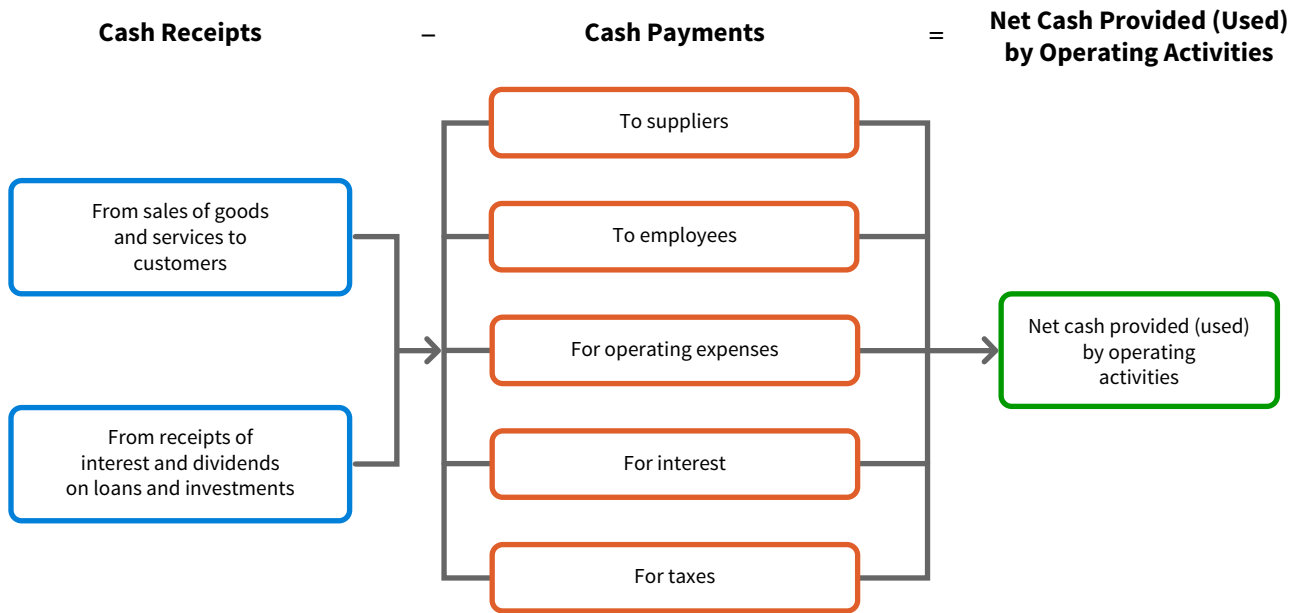 Cash Receipts
–
Cash Payments
=
Net Cash Provided (Used)
by Operating Activities
From sales of goods
and services to
customers
From receipts of
interest and dividends
on loans and investments
To suppliers
To employees
For operating expenses
For interest
For taxes
Net cash provided (used)
by operating
activities